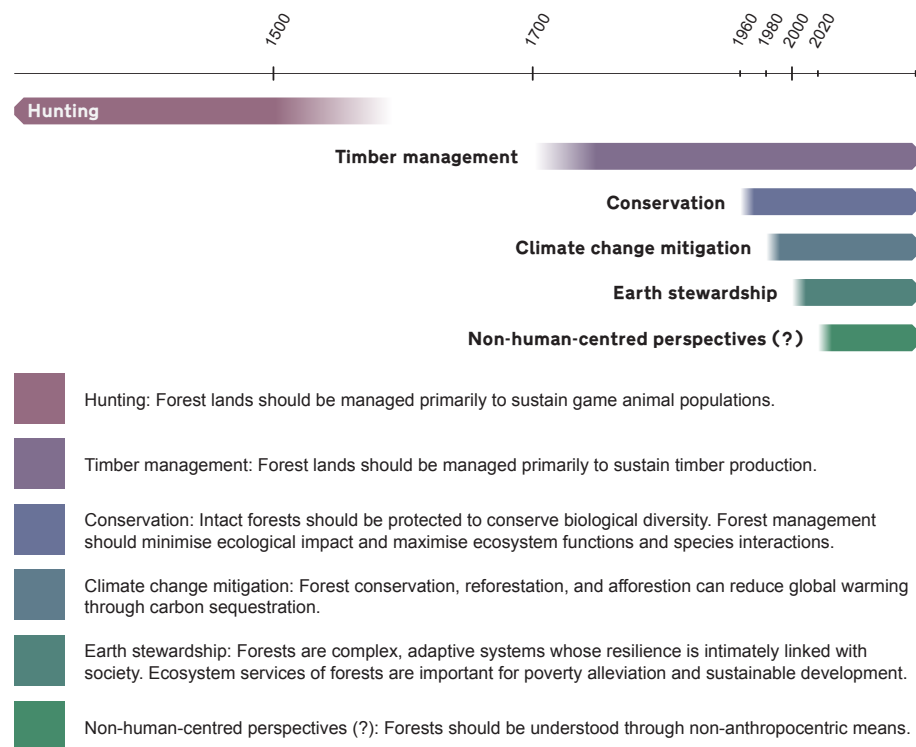 1500
1700
1960
1980
2000
2020
Hunting
Timber management
Conservation
Climate change mitigation
Earth stewardship
Non-human-centred perspectives (?)
Hunting: Forest lands should be managed primarily to sustain game animal populations.
Timber management: Forest lands should be managed primarily to sustain timber production.
Conservation: Intact forests should be protected to conserve biological diversity. Forest management
should minimise ecological impact and maximise ecosystem functions and species interactions.
Climate change mitigation: Forest conservation, reforestation, and afforestion can reduce global warming
through carbon sequestration.
Earth stewardship: Forests are complex, adaptive systems whose resilience is intimately linked with
society. Ecosystem services of forests are important for poverty alleviation and sustainable development.
Non-human-centred perspectives (?): Forests should be understood through non-anthropocentric means.